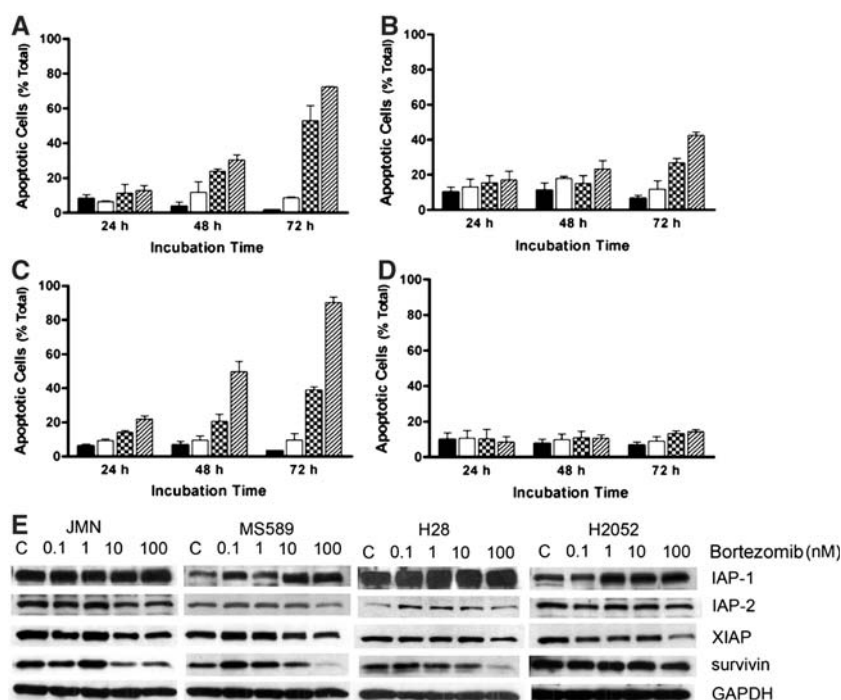 A
B
Apoptotic Cells (% Total)
100
80
60
40
20
0
24 h 48 h 72 h
Incubation Time
Apoptotic Cells (% Total)
100
80
60
40
20
0
24 h 48 h 72 h
Incubation Time
C
D
Apoptotic Cells (% Total)
100
80
60
40
20
0
24 h 48 h 72 h
Incubation Time
Apoptotic Cells (% Total)
100
80
60
40
20
0
24 h 48 h 72 h
Incubation Time
E
JMN MS589 H28 H2052
C 0.1 1 10 100 C 0.1 1 10 100 C 0.1 1 10 100 C 0.1 1 10 100 Bortezomib (nM)
IAP-1
IAP-2
XIAP
survivin
GAPDH